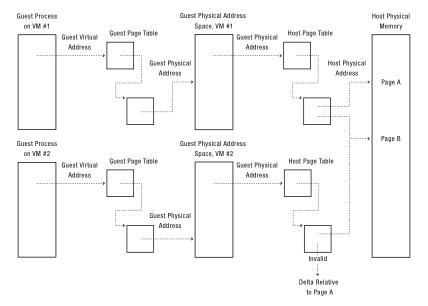 Guest Process
on VM #1
Guest Virtual
Address
Guest Page Table
Guest Physical
Address
Guest Physical Address
Space, VM #1
Guest Physical
Address
Host Page Table
Host Physical
Address
Host Physical
Memory
Page A
Page B
Guest Process
on VM #2
Guest Virtual
Address
Guest Page Table
Guest Physical
Address
Guest Physical Address
Space, VM #2
Guest Physical
Address
Host Page Table
Invalid
Delta Relative
to Page A